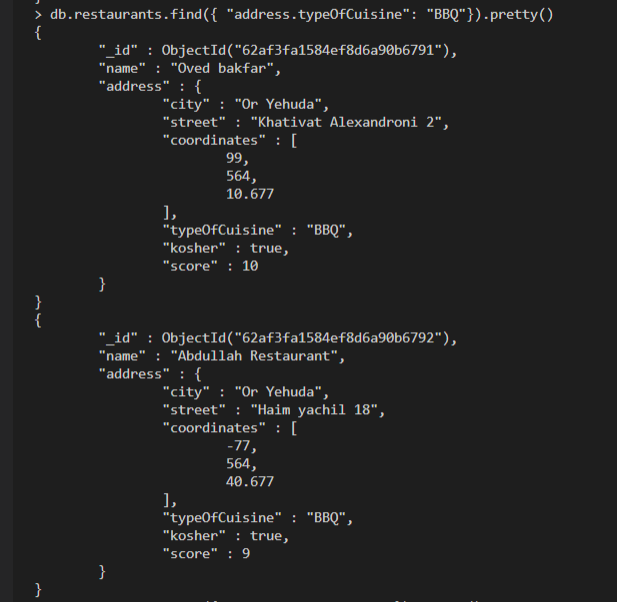 > db.restaurants.find({ "address.typeOfCuisine": "BBQ"}).pretty()
{
        "_id" : ObjectId("62af3fa1584ef8d6a90b6791"),
        "name" : "Oved bakfar",
        "address" : {
                "city" : "Or Yehuda",
                "street" : "Khativat Alexandroni 2",
                "coordinates" : [
                        99,
                        564,
                        10.677
                ],
                "typeOfCuisine" : "BBQ",
                "kosher" : true,
                "score" : 10
        }
}
{
        "_id" : ObjectId("62af3fa1584ef8d6a90b6792"),
        "name" : "Abdullah Restaurant",
        "address" : {
                "city" : "Or Yehuda",
                "street" : "Haim yachil 18",
                "coordinates" : [
                        -77,
                        564,
                        40.677
                ],
                "typeOfCuisine" : "BBQ",
                "kosher" : true,
                "score" : 9
        }
}